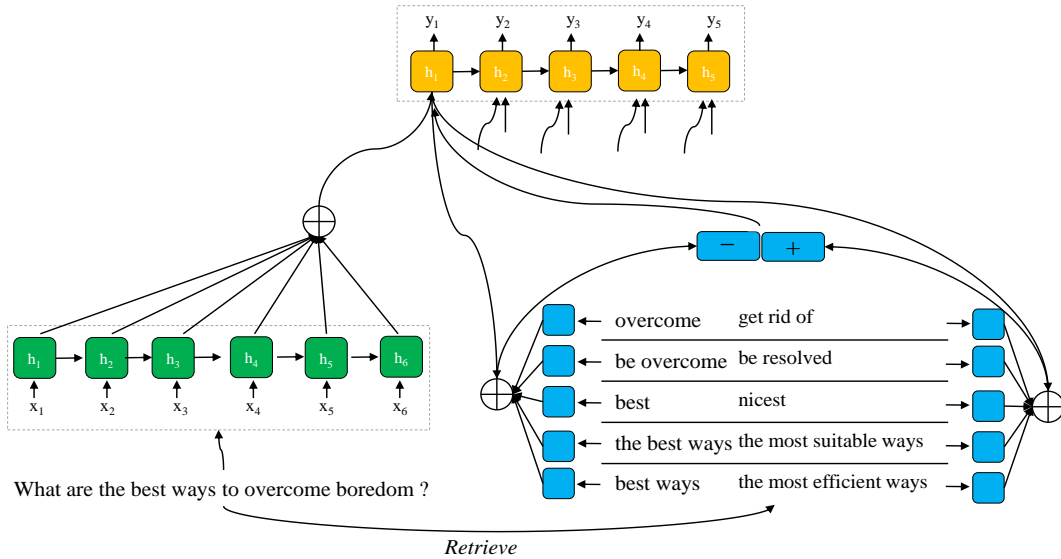 y1 y2 y3 y4 y5
h1 h2 h3 h4 h5
− +
overcome get rid of
be overcome be resolved
best nicest
the best ways the most suitable ways
best ways the most efficient ways
h1 h2 h3 h4 h5 h6
x1 x2 x3 x4 x5 x6
What are the best ways to overcome boredom ?
Retrieve